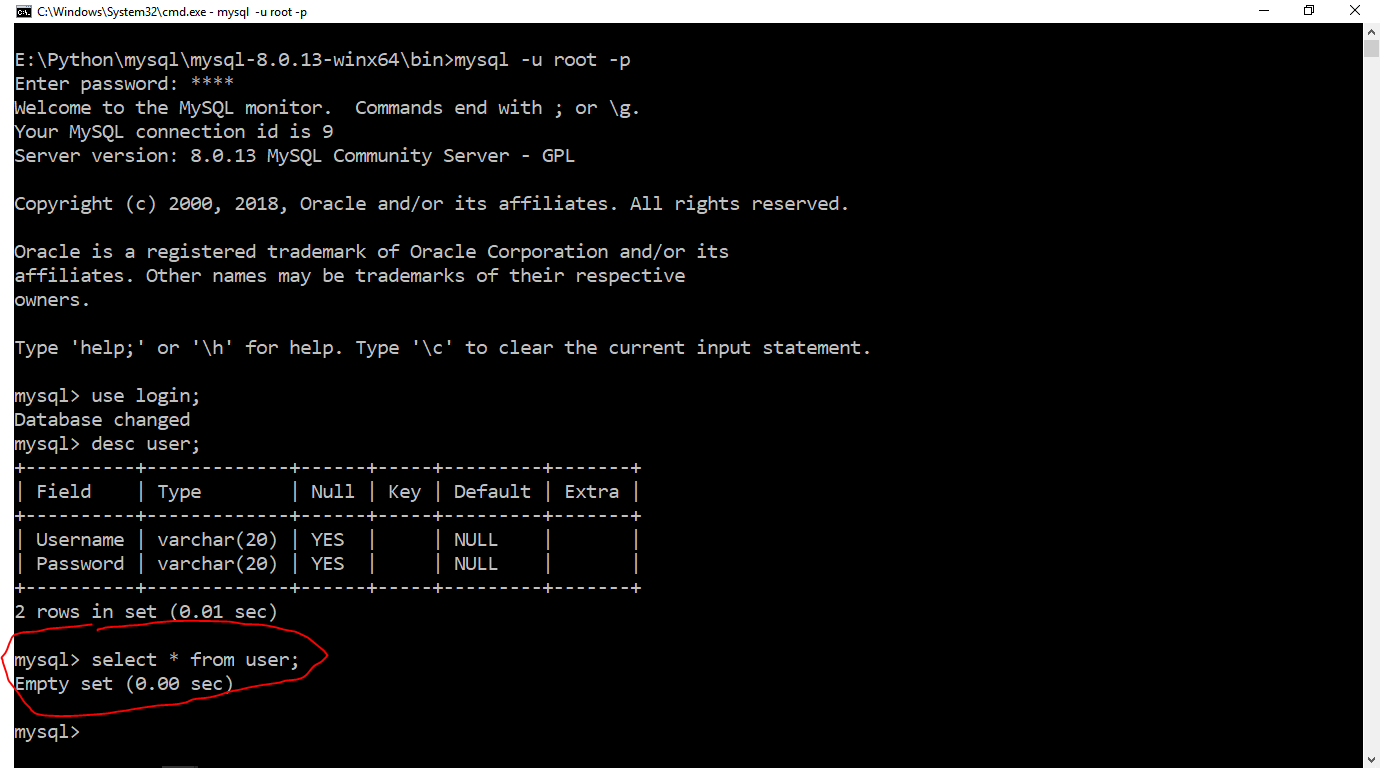 C:\Windows\System32\cmd.exe - mysql  -u root -p
E:\Python\mysql\mysql-8.0.13-winx64\bin>mysql -u root -p
Enter password: ****
Welcome to the MySQL monitor.  Commands end with ; or \g.
Your MySQL connection id is 9
Server version: 8.0.13 MySQL Community Server - GPL
Copyright (c) 2000, 2018, Oracle and/or its affiliates. All rights reserved.
Oracle is a registered trademark of Oracle Corporation and/or its
affiliates. Other names may be trademarks of their respective
owners.
Type 'help;' or '\h' for help. Type '\c' to clear the current input statement.
mysql> use login;
Database changed
mysql> desc user;
+----------+-------------+------+-----+---------+-------+
| Field    | Type        | Null | Key | Default | Extra |
+----------+-------------+------+-----+---------+-------+
| Username | varchar(20) | YES  |     | NULL    |       |
| Password | varchar(20) | YES  |     | NULL    |       |
+----------+-------------+------+-----+---------+-------+
2 rows in set (0.01 sec)
mysql> select * from user;
Empty set (0.00 sec)
mysql>